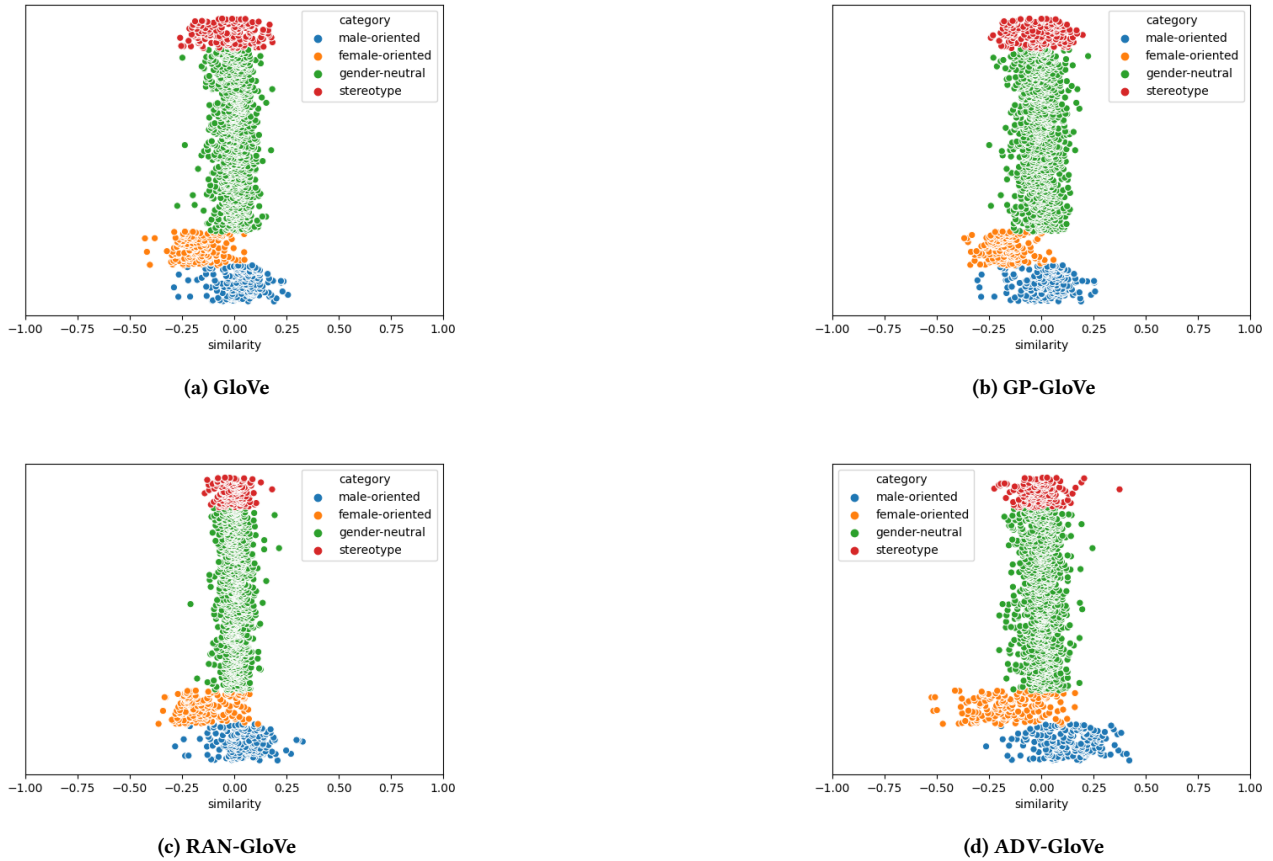 category
male-oriented
female-oriented
gender-neutral
stereotype
−1.00 −0.75 −0.50 −0.25 0.00 0.25 0.50 0.75 1.00
similarity
(a) GloVe
category
male-oriented
female-oriented
gender-neutral
stereotype
−1.00 −0.75 −0.50 −0.25 0.00 0.25 0.50 0.75 1.00
similarity
(b) GP-GloVe
category
male-oriented
female-oriented
gender-neutral
stereotype
−1.00 −0.75 −0.50 −0.25 0.00 0.25 0.50 0.75 1.00
similarity
(c) RAN-GloVe
category
male-oriented
female-oriented
gender-neutral
stereotype
−1.00 −0.75 −0.50 −0.25 0.00 0.25 0.50 0.75 1.00
similarity
(d) ADV-GloVe